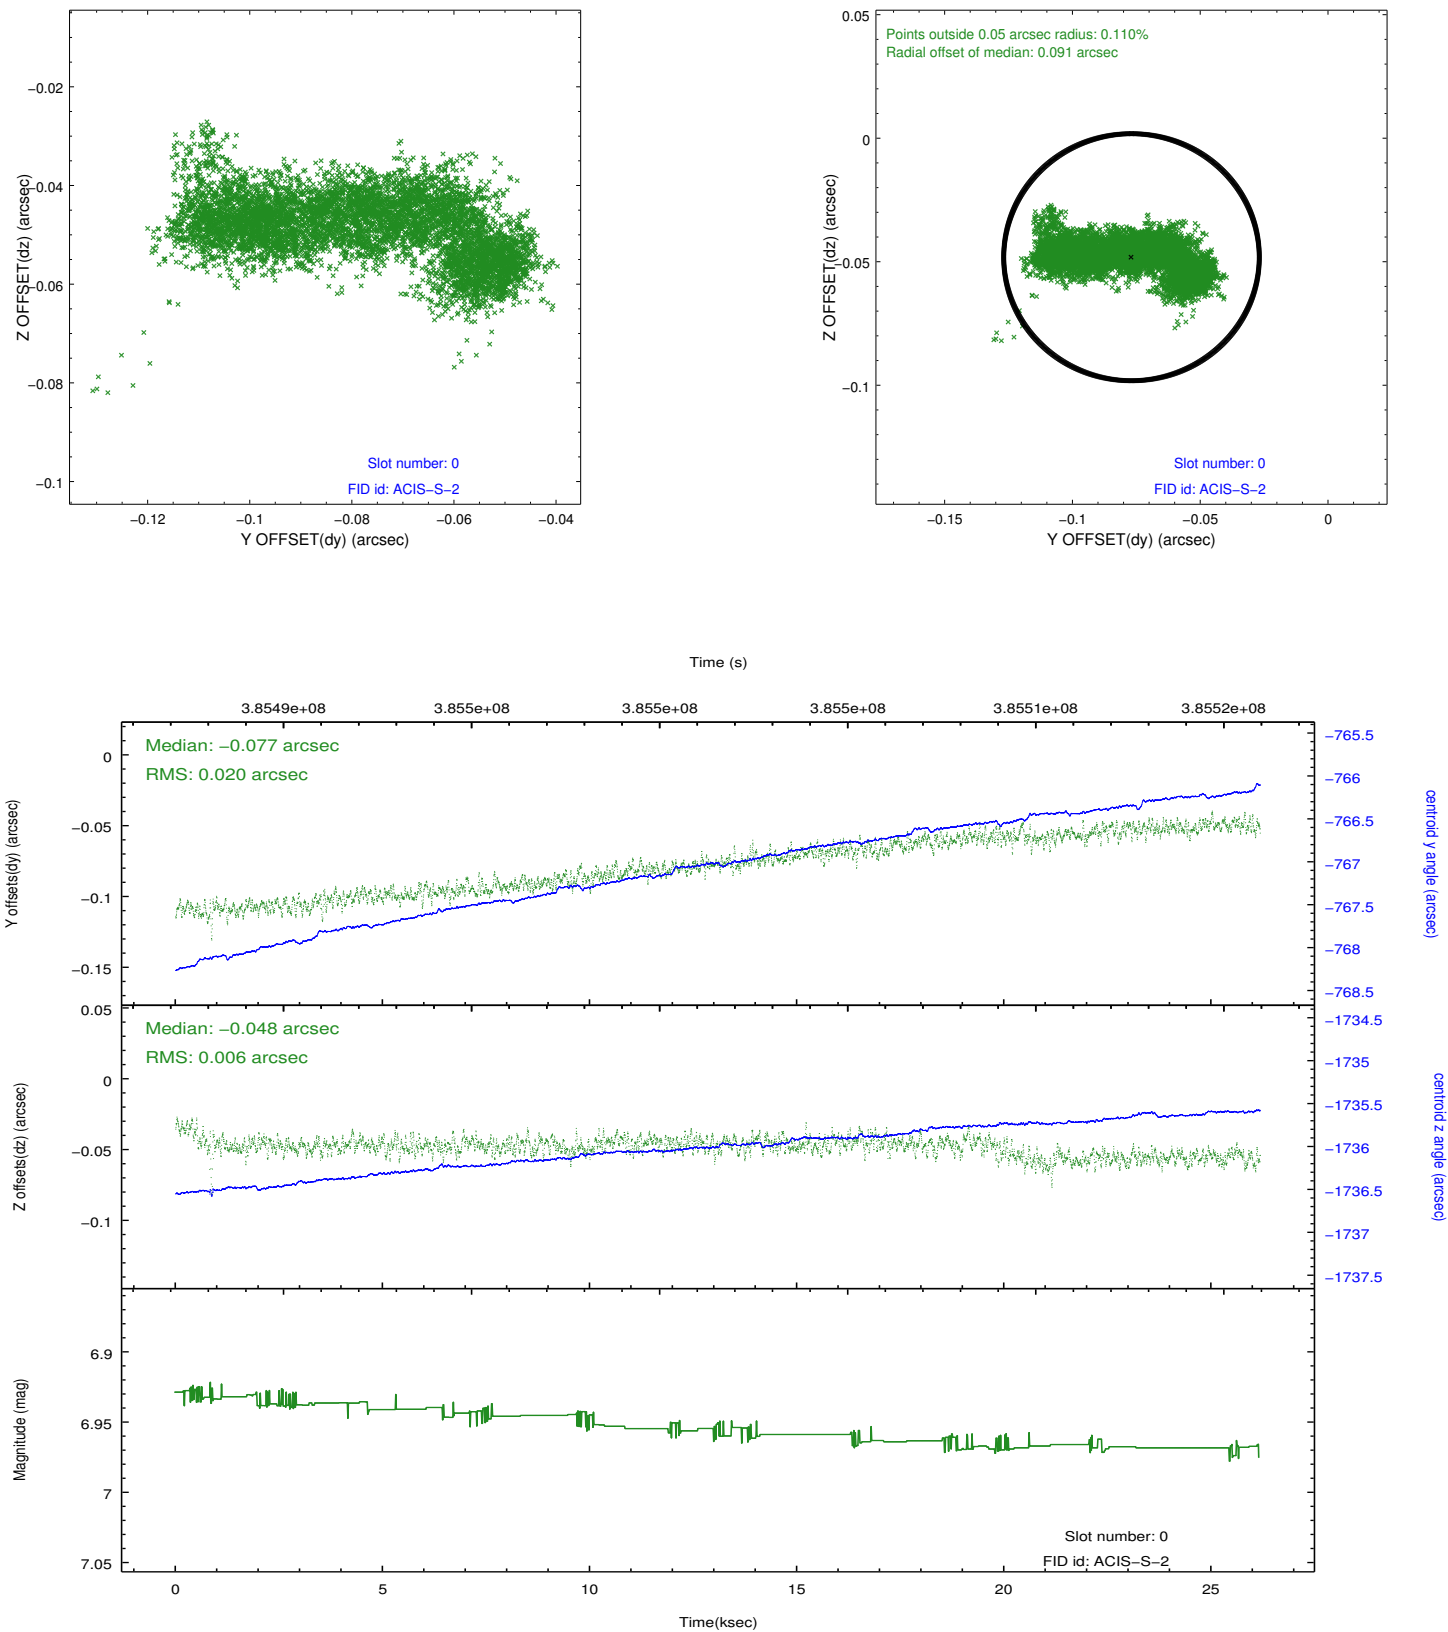 −0.02
−0.04
−0.06
−0.08
−0.1
Z OFFSET(dz) (arcsec)
Slot number: 0
FID id: ACIS−S−2
−0.12
−0.1
−0.08
−0.06
−0.04
Y OFFSET(dy) (arcsec)
Points outside 0.05 arcsec radius: 0.110%
Radial offset of median: 0.091 arcsec
0.05
0
−0.05
−0.1
Z OFFSET(dz) (arcsec)
Slot number: 0
FID id: ACIS−S−2
−0.15
−0.1
−0.05
0
Y OFFSET(dy) (arcsec)
Time (s)
3.8549e+08
3.855e+08
3.855e+08
3.855e+08
3.8551e+08
3.8552e+08
Median: −0.077 arcsec
RMS: 0.020 arcsec
0
−0.05
−0.1
−0.15
Y offsets(dy) (arcsec)
−765.5
−766
−766.5
−767
−767.5
−768
−768.5
centroid y angle (arcsec)
Median: −0.048 arcsec
RMS: 0.006 arcsec
0.05
0
−0.05
−0.1
Z offsets(dz) (arcsec)
−1734.5
−1735
−1735.5
−1736
−1736.5
−1737
−1737.5
centroid z angle (arcsec)
6.9
6.95
7
7.05
Magnitude (mag)
Slot number: 0
FID id: ACIS−S−2
0
5
10
15
20
25
Time(ksec)